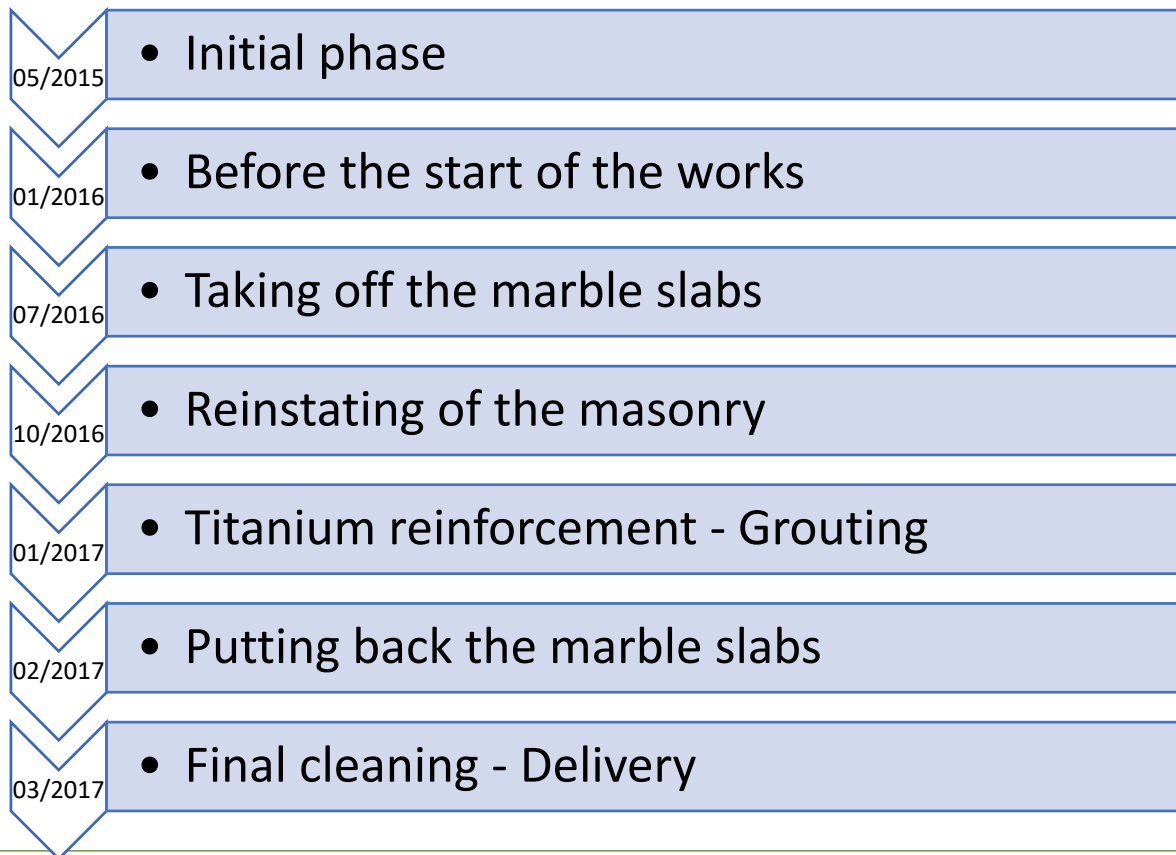 05/2015
• Initial phase
01/2016
• Before the start of the works
07/2016
• Taking off the marble slabs
10/2016
• Reinstating of the masonry
01/2017
• Titanium reinforcement - Grouting
02/2017
• Putting back the marble slabs
03/2017
• Final cleaning - Delivery